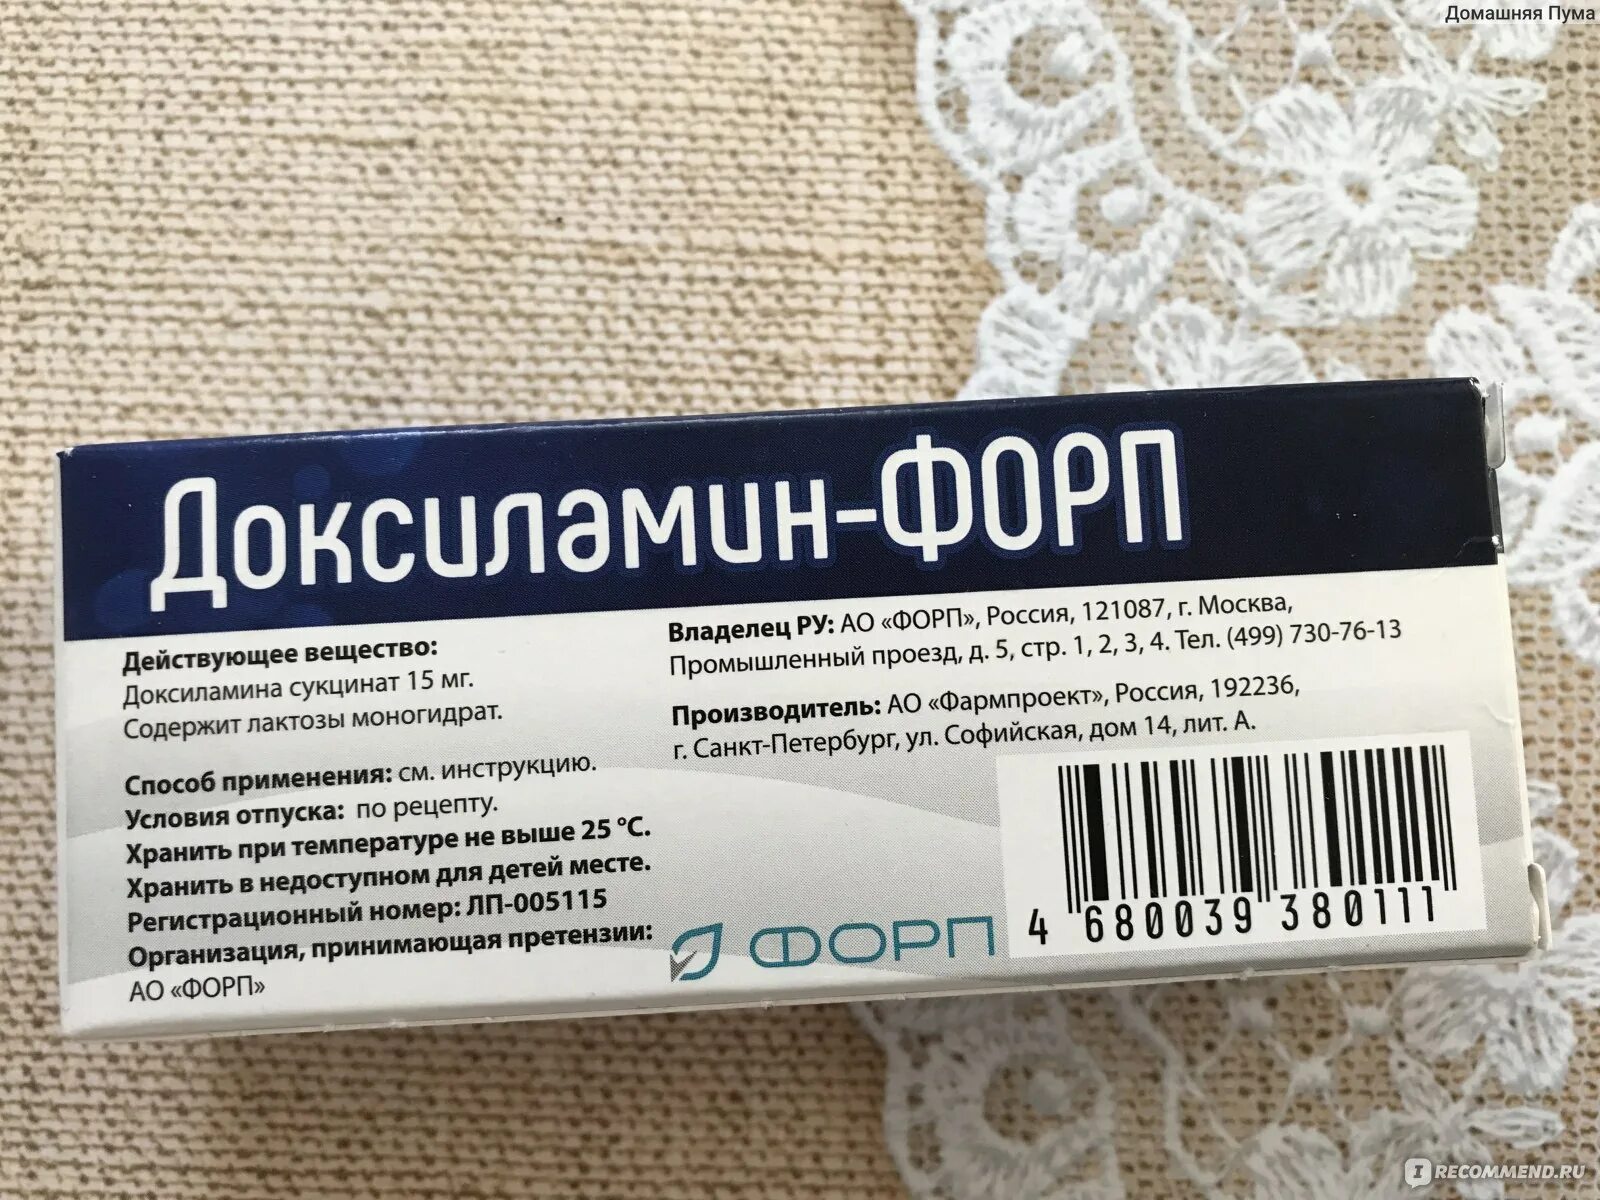 Домашняя Пума
Доксиламин-ФОРП
Действующее вещество:
Доксиламина сукцинат 15 мг.
Содержит лактозы моногидрат.
Способ применения: см. инструкцию.
Условия отпуска: по рецепту.
Хранить при температуре не выше 25 °С.
Хранить в недоступном для детей месте.
Регистрационный номер: ЛП-005115
Организация, принимающая претензии:
АО «ФОРП»
Владелец РУ: АО «ФОРП», Россия, 121087, г. Москва,
Промышленный проезд, д. 5, стр. 1, 2, 3, 4. Тел. (499) 730-76-13
Производитель: АО «Фармпроект», Россия, 192236,
г. Санкт-Петербург, ул. Софийская, дом 14, лит. А.
ФОРП
4 680039 380111
IRECOMMEND.RU